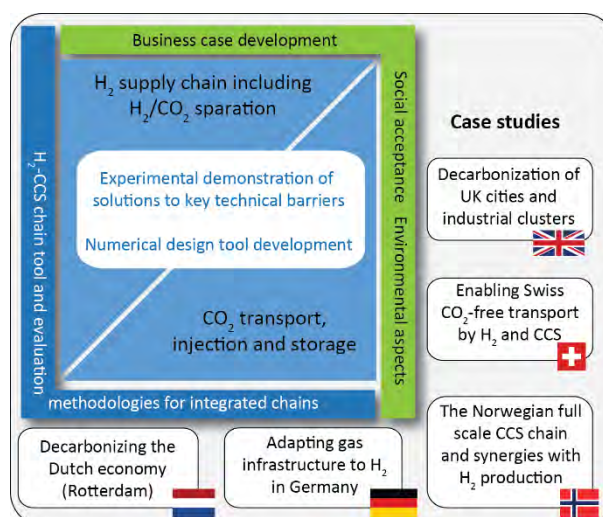 Business case development
H₂ supply chain including
H₂/CO₂ sparation
Experimental demonstration of
solutions to key technical barriers
Numerical design tool development
CO₂ transport,
injection and storage
H₂-CCS chain tool and evaluation
methodologies for integrated chains
Social acceptance Environmental aspects
Case studies
Decarbonization of
UK cities and
industrial clusters
Enabling Swiss
CO₂-free transport
by H₂ and CCS
The Norwegian full
scale CCS chain
and synergies with
H₂ production
Decarbonizing the
Dutch economy
(Rotterdam)
Adapting gas
infrastructure to H₂
in Germany